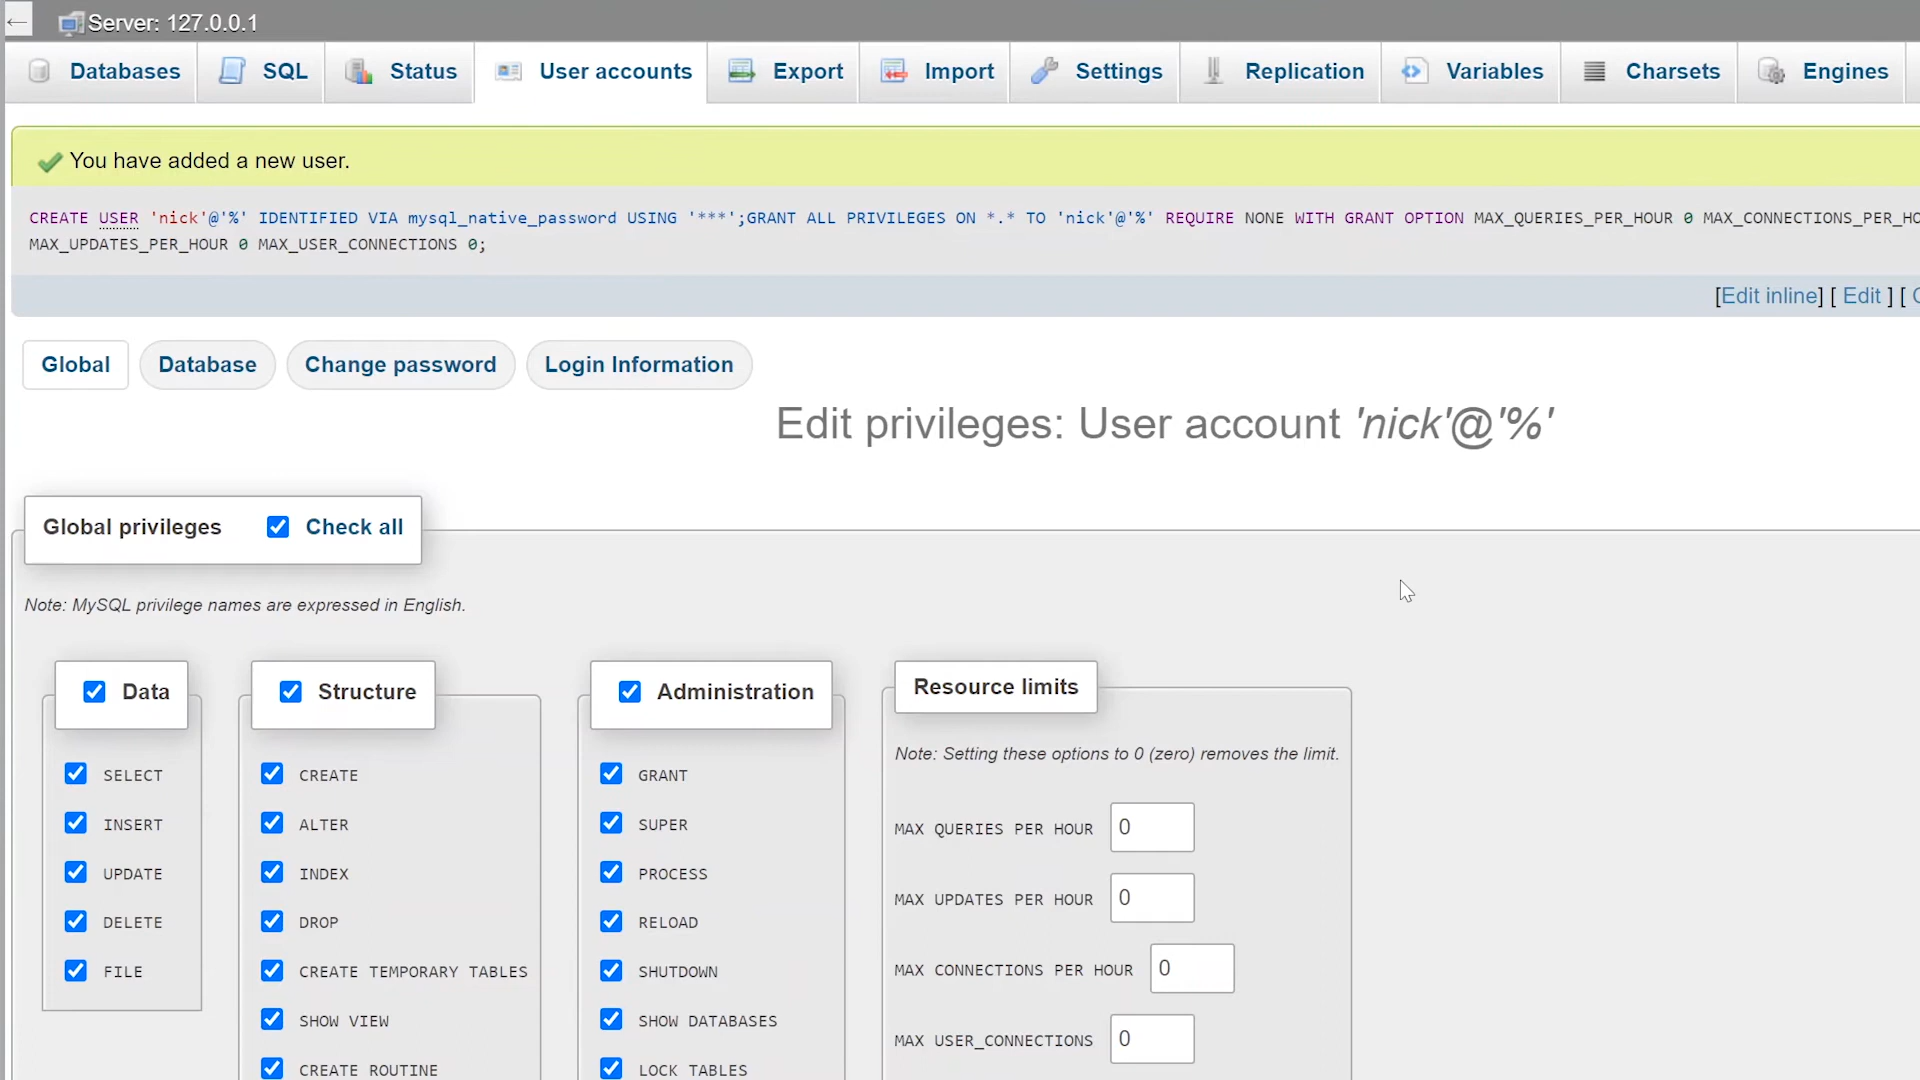 Server: 127.0.0.1
Databases SQL Status User accounts Export Import Settings Replication Variables Charsets Engines
You have added a new user.
CREATE USER 'nick'@'%' IDENTIFIED VIA mysql_native_password USING '***';GRANT ALL PRIVILEGES ON *.* TO 'nick'@'%' REQUIRE NONE WITH GRANT OPTION MAX_QUERIES_PER_HOUR 0 MAX_CONNECTIONS_PER_HO
MAX_UPDATES_PER_HOUR 0 MAX_USER_CONNECTIONS 0;
[Edit inline] [ Edit ] [
Global Database Change password Login Information
Edit privileges: User account 'nick'@'%'
Global privileges Check all
Note: MySQL privilege names are expressed in English.
Data
SELECT
INSERT
UPDATE
DELETE
FILE
Structure
CREATE
ALTER
INDEX
DROP
CREATE TEMPORARY TABLES
SHOW VIEW
CREATE ROUTINE
Administration
GRANT
SUPER
PROCESS
RELOAD
SHUTDOWN
SHOW DATABASES
LOCK TABLES
Resource limits
Note: Setting these options to 0 (zero) removes the limit.
MAX QUERIES PER HOUR 0
MAX UPDATES PER HOUR 0
MAX CONNECTIONS PER HOUR 0
MAX USER_CONNECTIONS 0